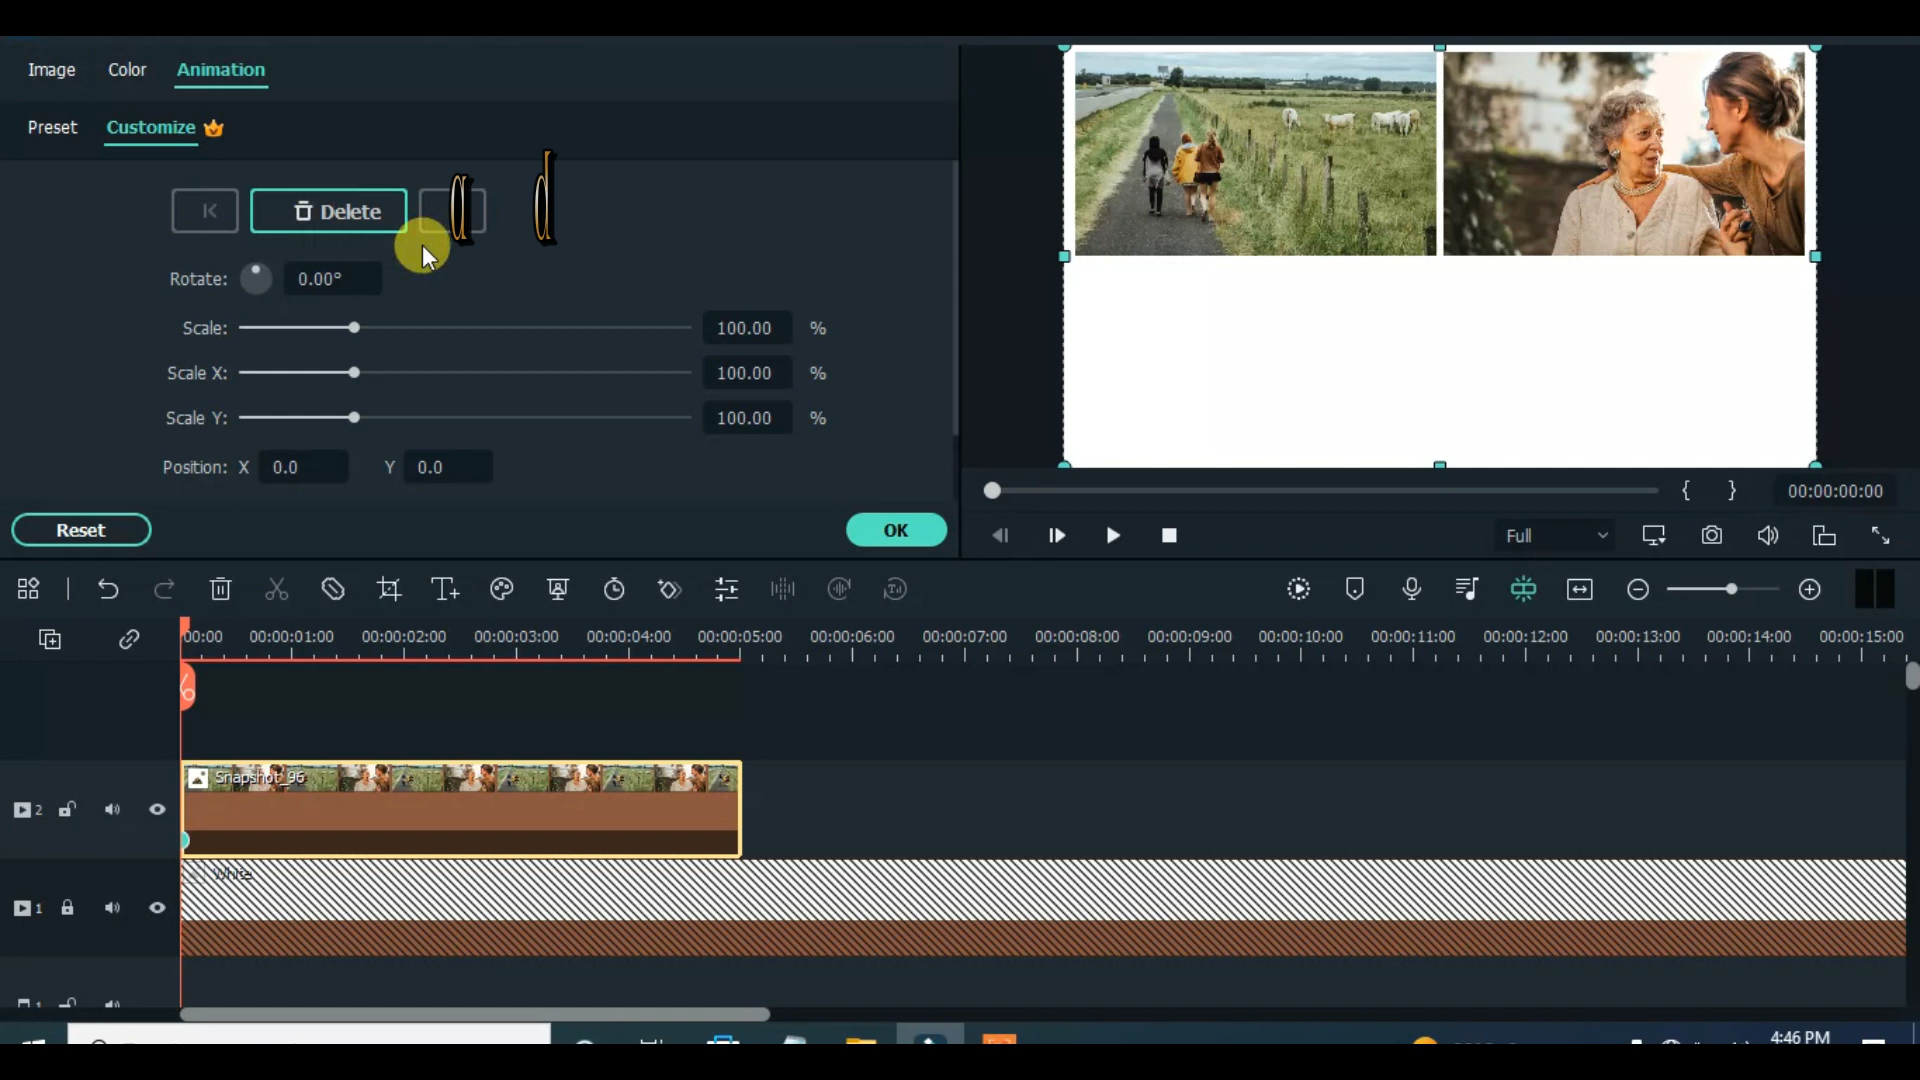 Image Color Animation
Preset Customize
Delete
a d
Rotate: 0.00°
Scale: 100.00 %
Scale X: 100.00 %
Scale Y: 100.00 %
Position: X 0.0 Y 0.0
Reset OK
{ } 00:00:00:00
Full
00:00 00:00:01:00 00:00:02:00 00:00:03:00 00:00:04:00 00:00:05:00 00:00:06:00 00:00:07:00 00:00:08:00 00:00:09:00 00:00:10:00 00:00:11:00 00:00:12:00 00:00:13:00 00:00:14:00 00:00:15:00
Snapshot_96
2
White
1
1
4:46 PM